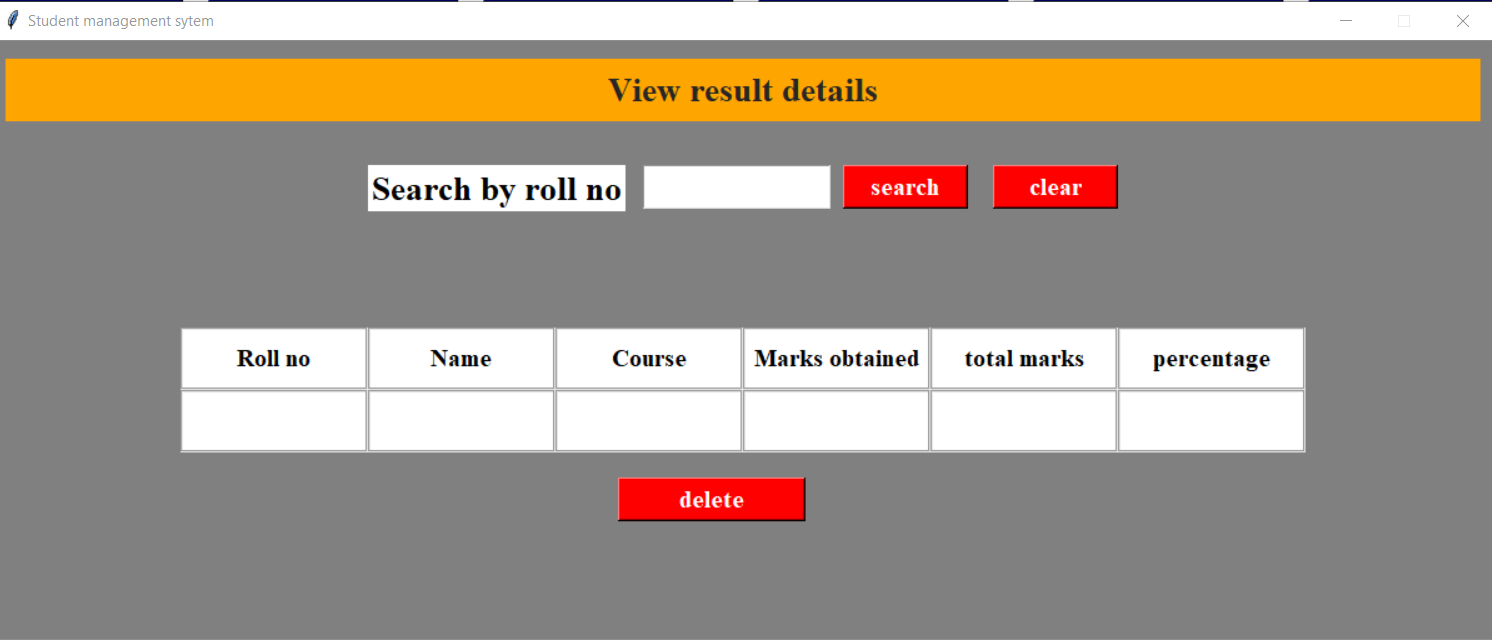 Student management sytem
View result details
Search by roll no search clear
Roll no Name Course Marks obtained total marks percentage
delete